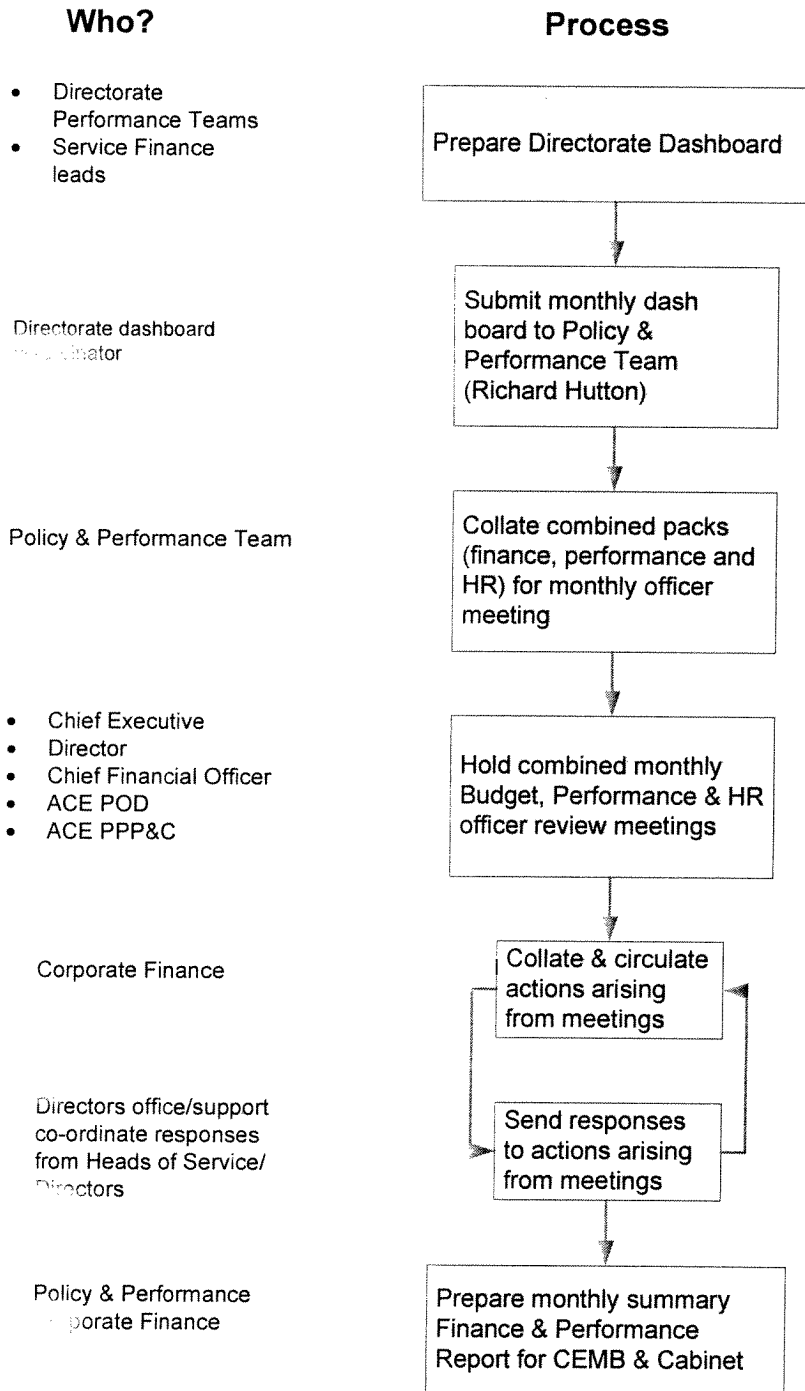 Who?
Process
• Directorate
Performance Teams
• Service Finance
leads
Prepare Directorate Dashboard
Directorate dashboard
Submit monthly dash
board to Policy &
Performance Team
(Richard Hutton)
Policy & Performance Team
Collate combined packs
(finance, performance and
HR) for monthly officer
meeting
• Chief Executive
• Director
• Chief Financial Officer
• ACE POD
• ACE PPP&C
Hold combined monthly
Budget, Performance & HR
officer review meetings
Corporate Finance
Collate & circulate
actions arising
from meetings
Directors office/support
co-ordinate responses
from Heads of Service/
Directors
Send responses
to actions arising
from meetings
Policy & Performance
Finance
Prepare monthly summary
Finance & Performance
Report for CEMB & Cabinet